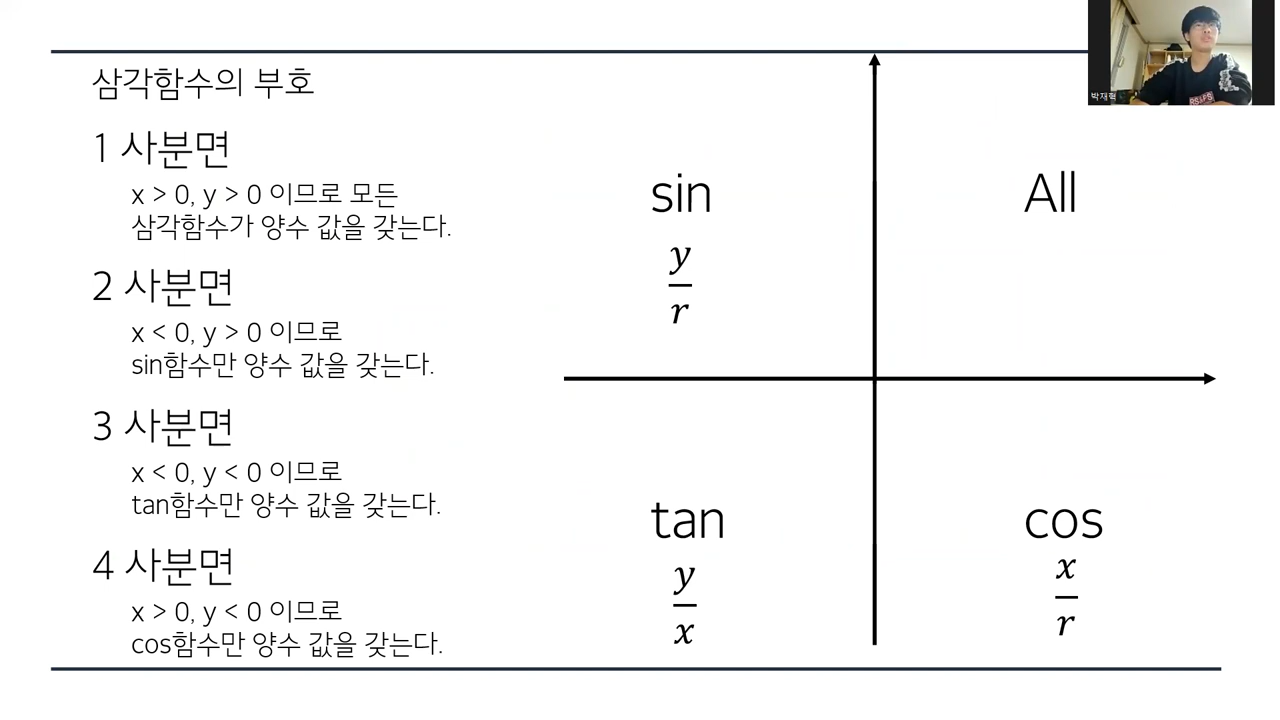 삼각함수의 부호
1 사분면
x > 0, y > 0 이므로 모든
삼각함수가 양수 값을 갖는다.
2 사분면
x < 0, y > 0 이므로
sin함수만 양수 값을 갖는다.
3 사분면
x < 0, y < 0 이므로
tan함수만 양수 값을 갖는다.
4 사분면
x > 0, y < 0 이므로
cos함수만 양수 값을 갖는다.
sin
y
r
All
tan
y
x
cos
x
r
박재혁